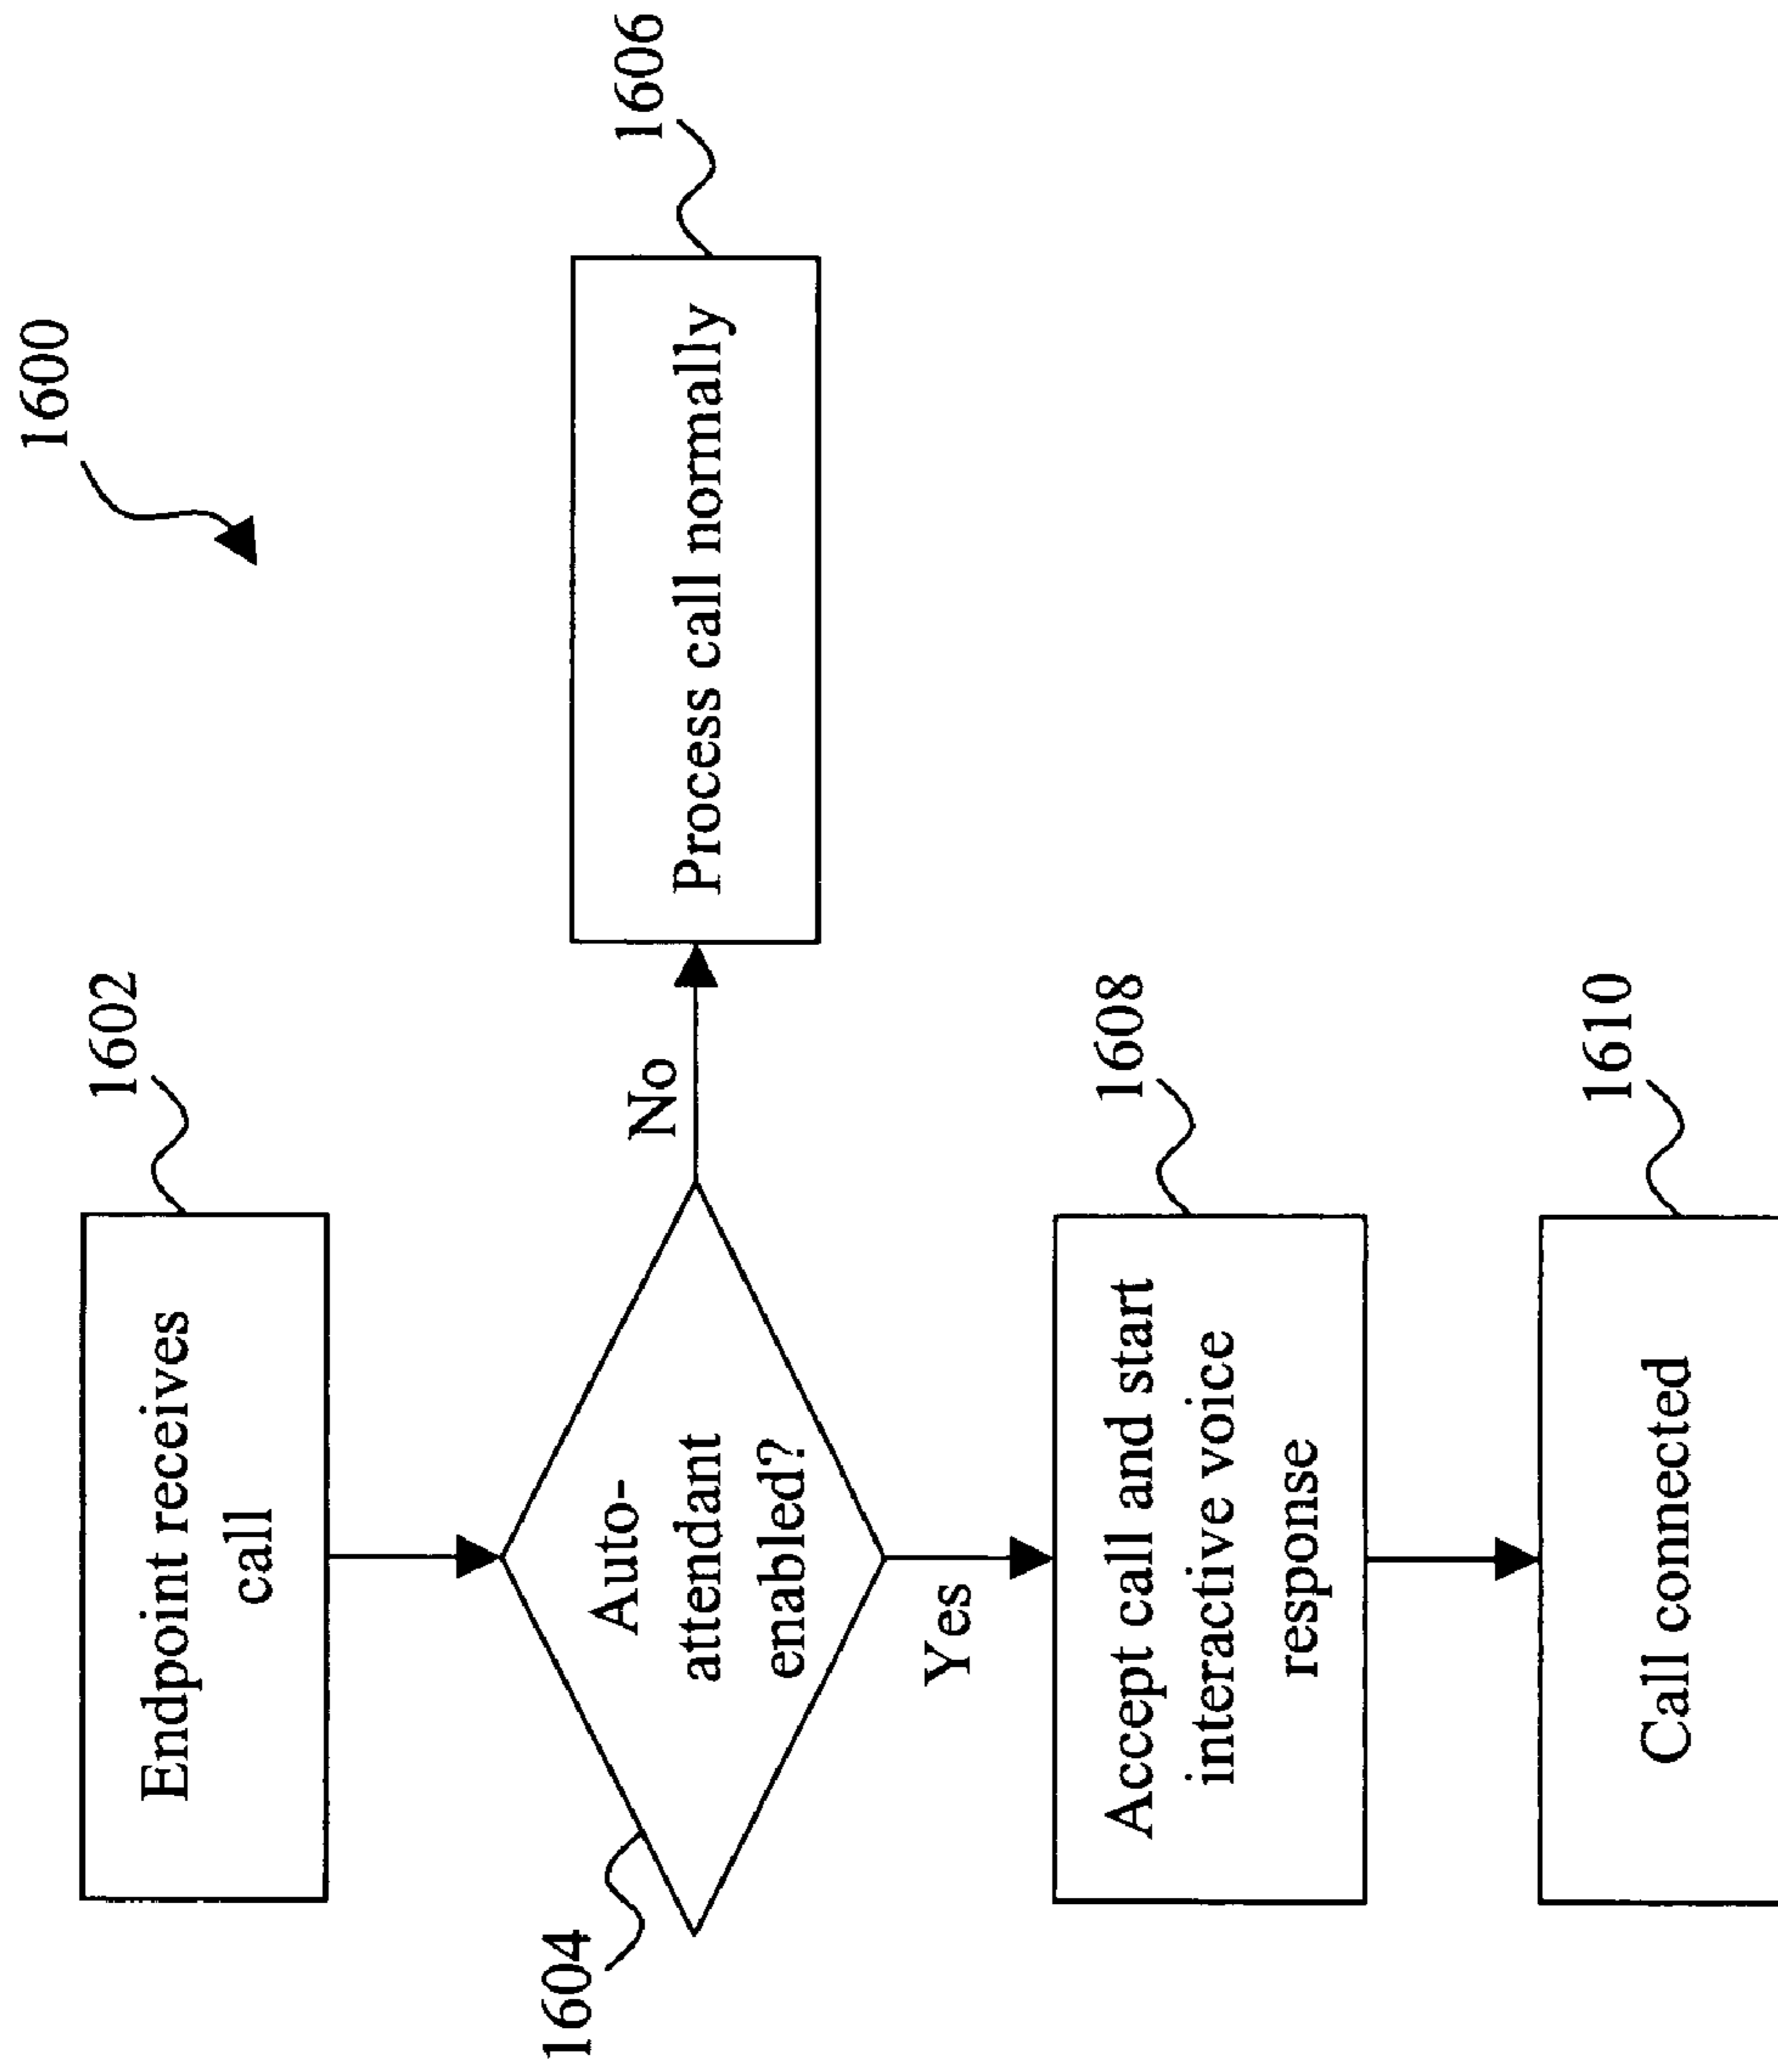 1600
1602
Endpoint receives
call
1604
Auto-
attendant
enabled?
No
1606
Process call normally
Yes
1608
Accept call and start
interactive voice
response
1610
Call connected